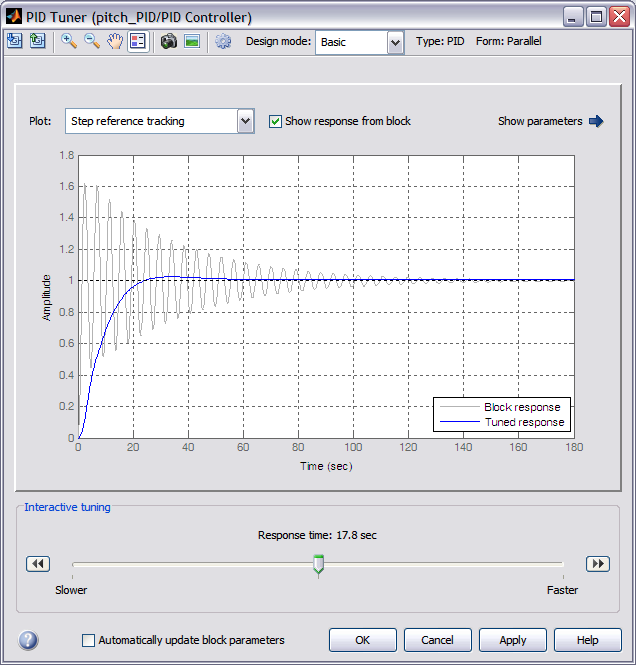 PID Tuner (pitch_PID/PID Controller)
Design mode: Basic Type: PID Form: Parallel
Plot: Step reference tracking Show response from block Show parameters
1.8
1.6
1.4
1.2
1
0.8
0.6
0.4
0.2
0
Amplitude
0 20 40 60 80 100 120 140 160 180
Time (sec)
Block response
Tuned response
Interactive tuning
Response time: 17.8 sec
Slower Faster
? Automatically update block parameters OK Cancel Apply Help